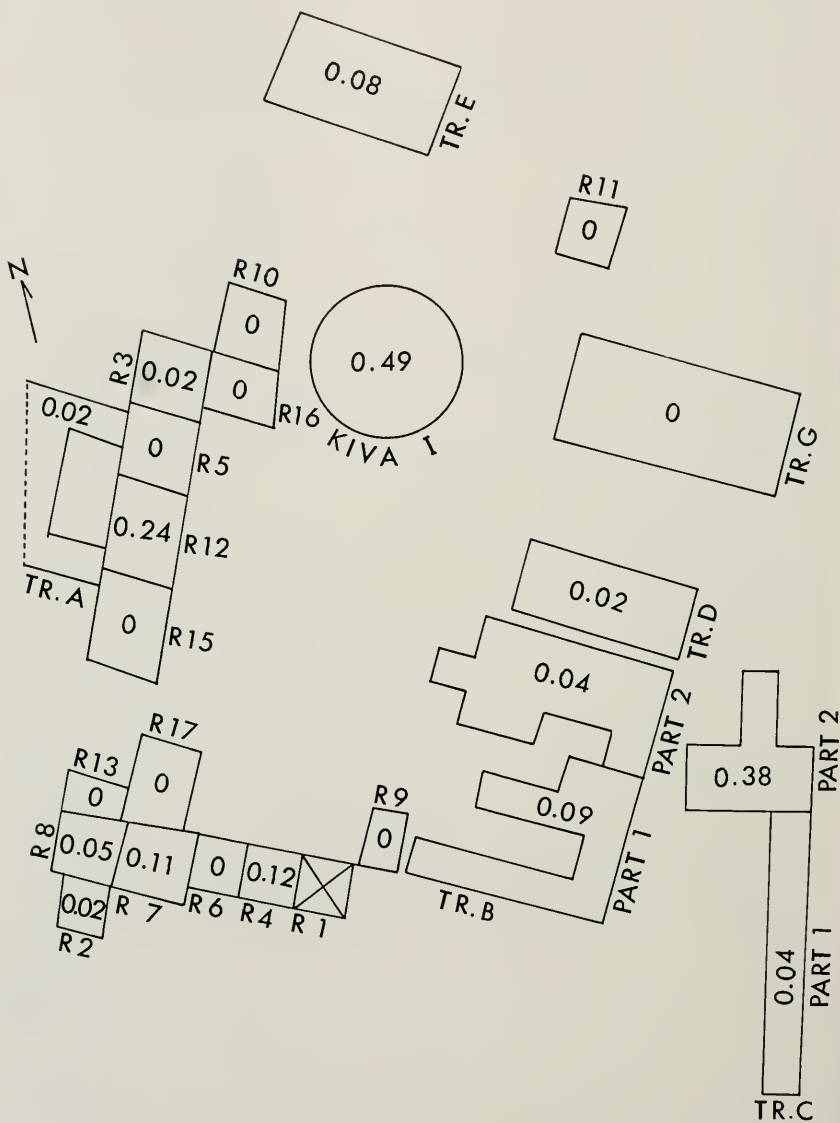 0.08
TR. E
R11
0
N
R10
0
0.49
KIVA I
R3
0.02
0
R16
0
TR. G
0.02
0
R5
0.24
R12
TR. A
0
R15
0.02
TR. D
0.04
PART 2
R17
0
R13
0
0.38
PART 2
R9
0
0.09
PART 1
TR. B
R8
0.05
0.11
0
0.12
0.02
R2
R 7
R6
R4
R 1
0.04
PART 1
TR. C